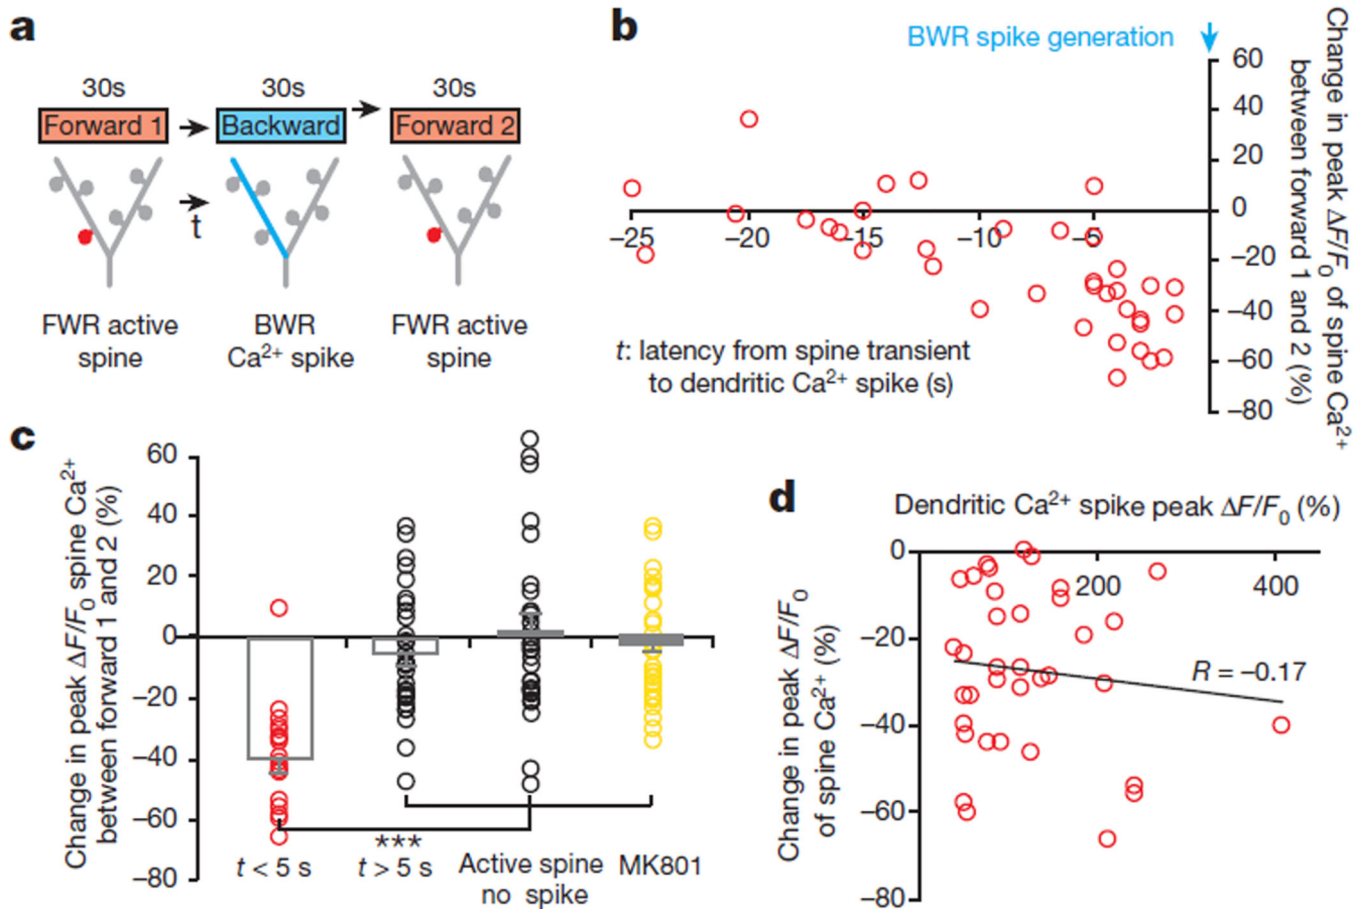 a
30s
30s
30s
Forward 1
Backward
Forward 2
t
FWR active
spine
BWR
Ca²⁺ spike
FWR active
spine
b
BWR spike generation
60
40
20
0
−20
−40
−60
−80
−25
−20
−15
−10
−5
t: latency from spine transient
to dendritic Ca²⁺ spike (s)
Change in peak ΔF/F₀ of spine Ca²⁺
between forward 1 and 2 (%)
c
Change in peak ΔF/F₀ spine Ca²⁺
between forward 1 and 2 (%)
60
40
20
0
−20
−40
−60
−80
***
t < 5 s
t > 5 s
Active spine
no spike
MK801
d
Dendritic Ca²⁺ spike peak ΔF/F₀ (%)
0
200
400
−20
−40
−60
−80
R = −0.17
Change in peak ΔF/F₀
of spine Ca²⁺ (%)